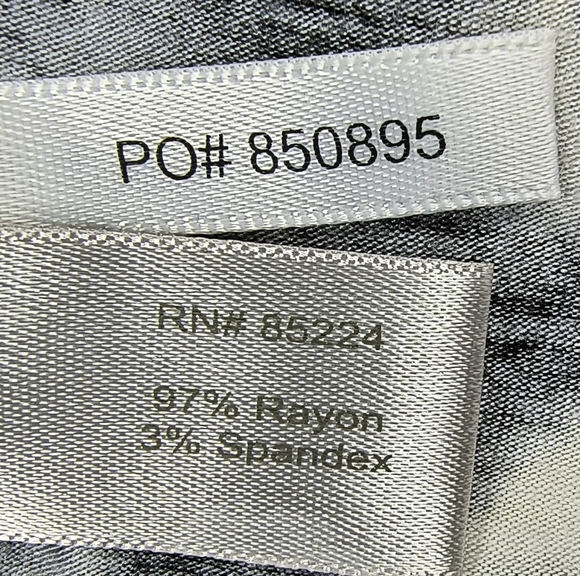 PO# 850895
RN# 85224
97% Rayon
3% Spandex